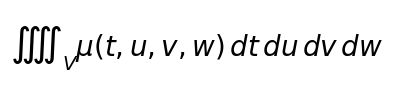 ⨌_V μ(t, u, v, w) dt du dv dw